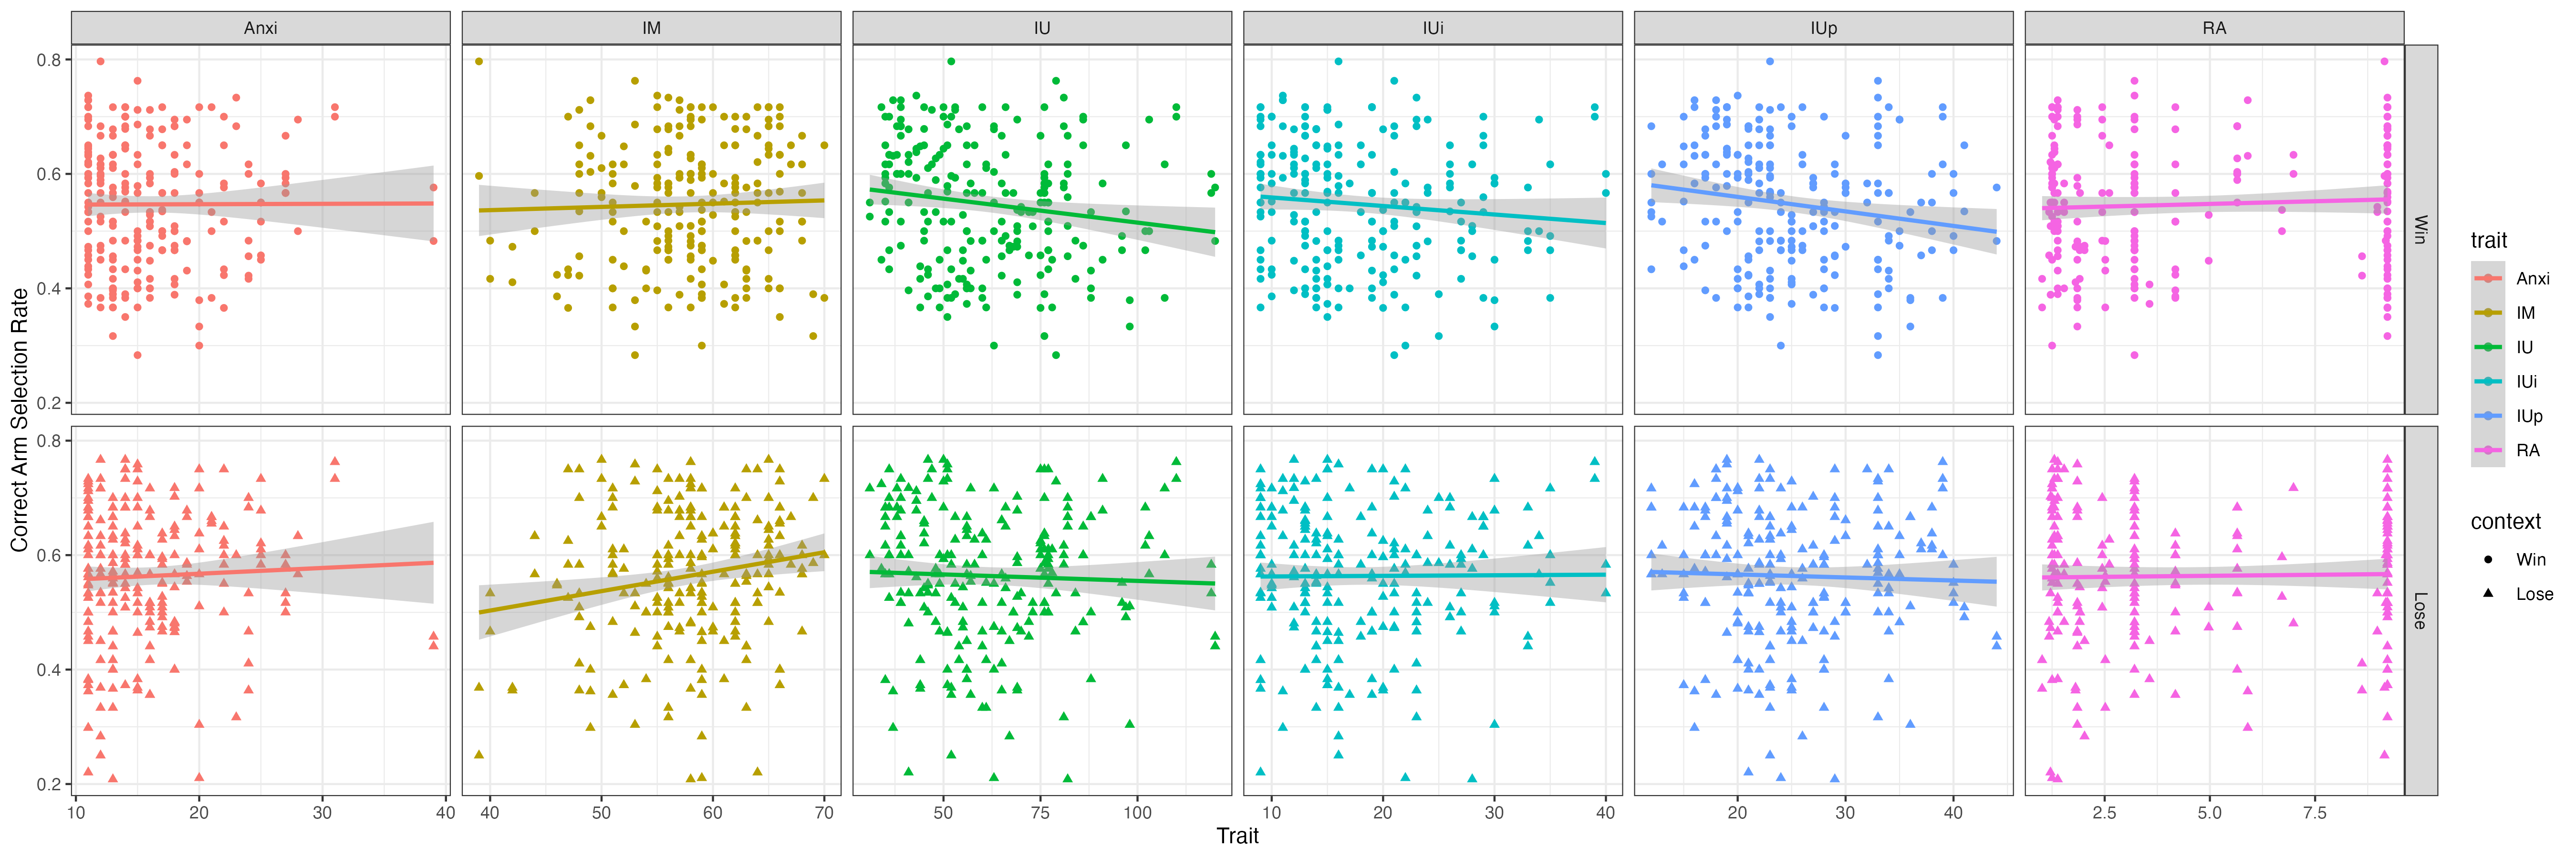 Anxi IM IU IUi IUp RA
0.8
0.6
0.4
0.2
Win
0.8
0.6
0.4
0.2
Lose
Correct Arm Selection Rate
10 20 30 40 40 50 60 70 50 75 100 10 20 30 40 20 30 40 2.5 5.0 7.5
Trait
trait
Anxi
IM
IU
IUi
IUp
RA
context
Win
Lose